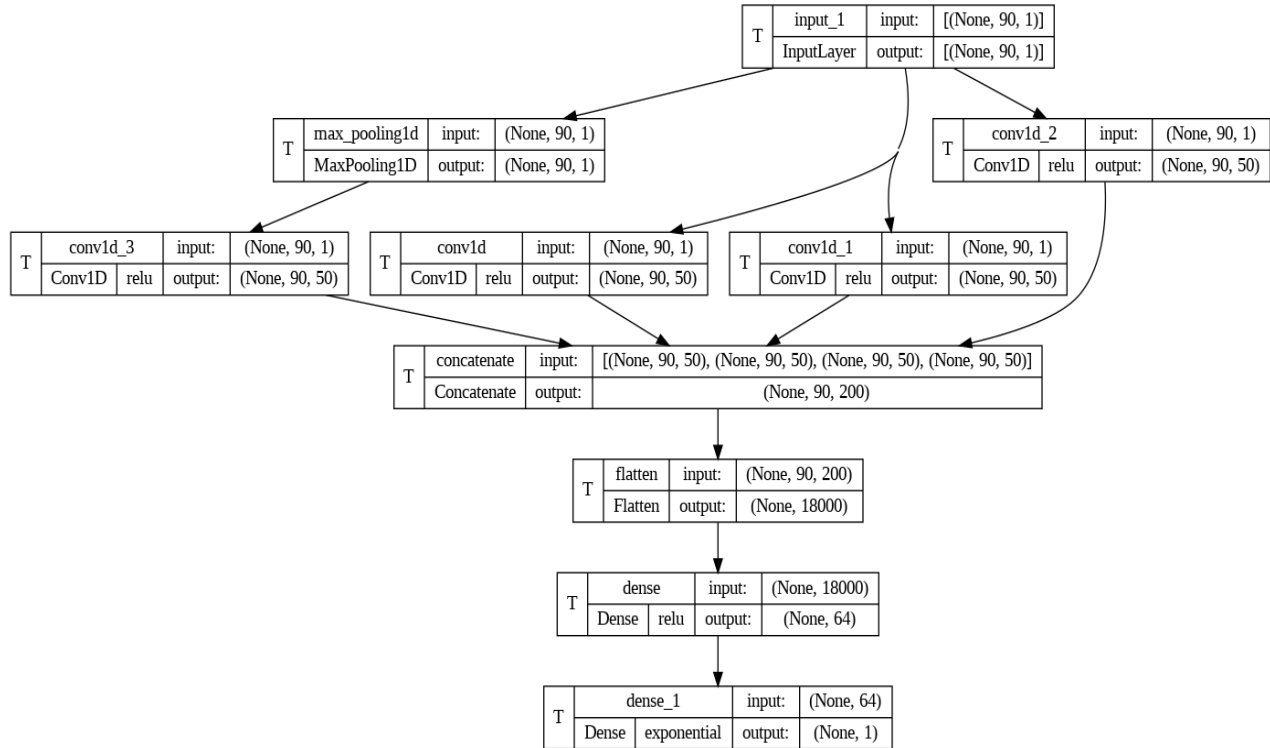 T input_1 input: [(None, 90, 1)]
InputLayer output: [(None, 90, 1)]
T max_pooling1d input: (None, 90, 1)
MaxPooling1D output: (None, 90, 1)
T conv1d_2 input: (None, 90, 1)
Conv1D relu output: (None, 90, 50)
T conv1d_3 input: (None, 90, 1)
Conv1D relu output: (None, 90, 50)
T conv1d input: (None, 90, 1)
Conv1D relu output: (None, 90, 50)
T conv1d_1 input: (None, 90, 1)
Conv1D relu output: (None, 90, 50)
T concatenate input: [(None, 90, 50), (None, 90, 50), (None, 90, 50), (None, 90, 50)]
Concatenate output: (None, 90, 200)
T flatten input: (None, 90, 200)
Flatten output: (None, 18000)
T dense input: (None, 18000)
Dense relu output: (None, 64)
T dense_1 input: (None, 64)
Dense exponential output: (None, 1)